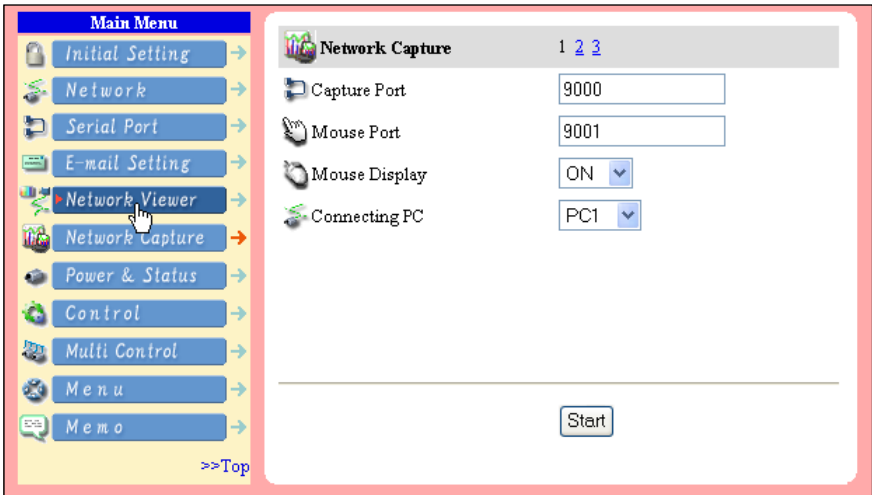 Main Menu
Initial Setting
Network
Serial Port
E-mail Setting
Network Viewer
Network Capture
Power & Status
Control
Multi Control
Menu
Memo
>>Top
Network Capture 1 2 3
Capture Port 9000
Mouse Port 9001
Mouse Display ON
Connecting PC PC1
Start